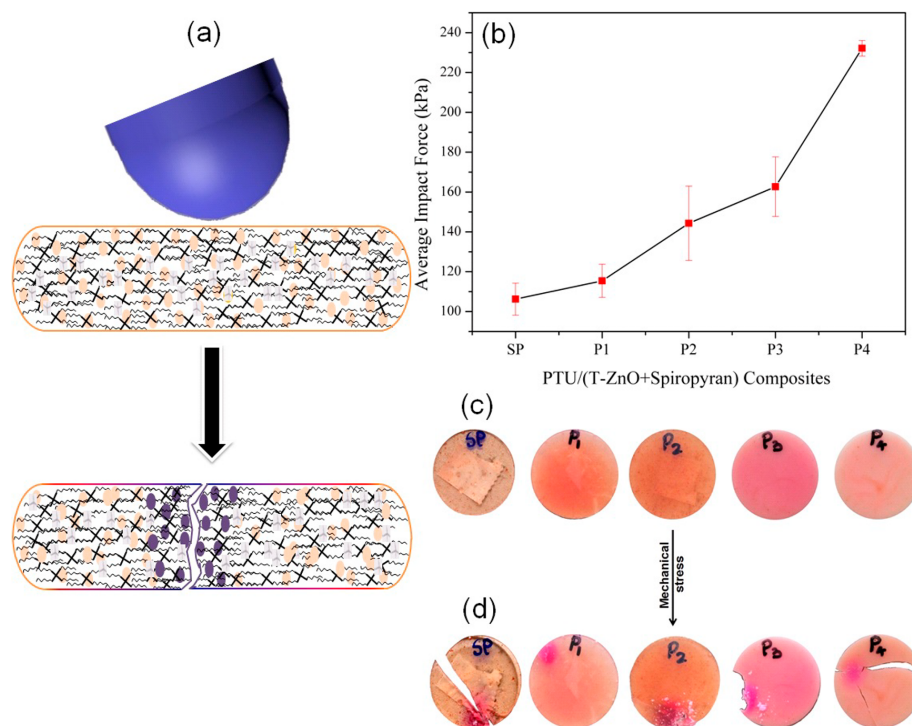 (a)
(b)
Average Impact Force (kPa)
240
220
200
180
160
140
120
100
SP
P1
P2
P3
P4
PTU/(T-ZnO+Spiropyran) Composites
(c)
SP
P1
P2
P3
P4
Mechanical
stress
(d)
SP
P1
P2
P3
P4